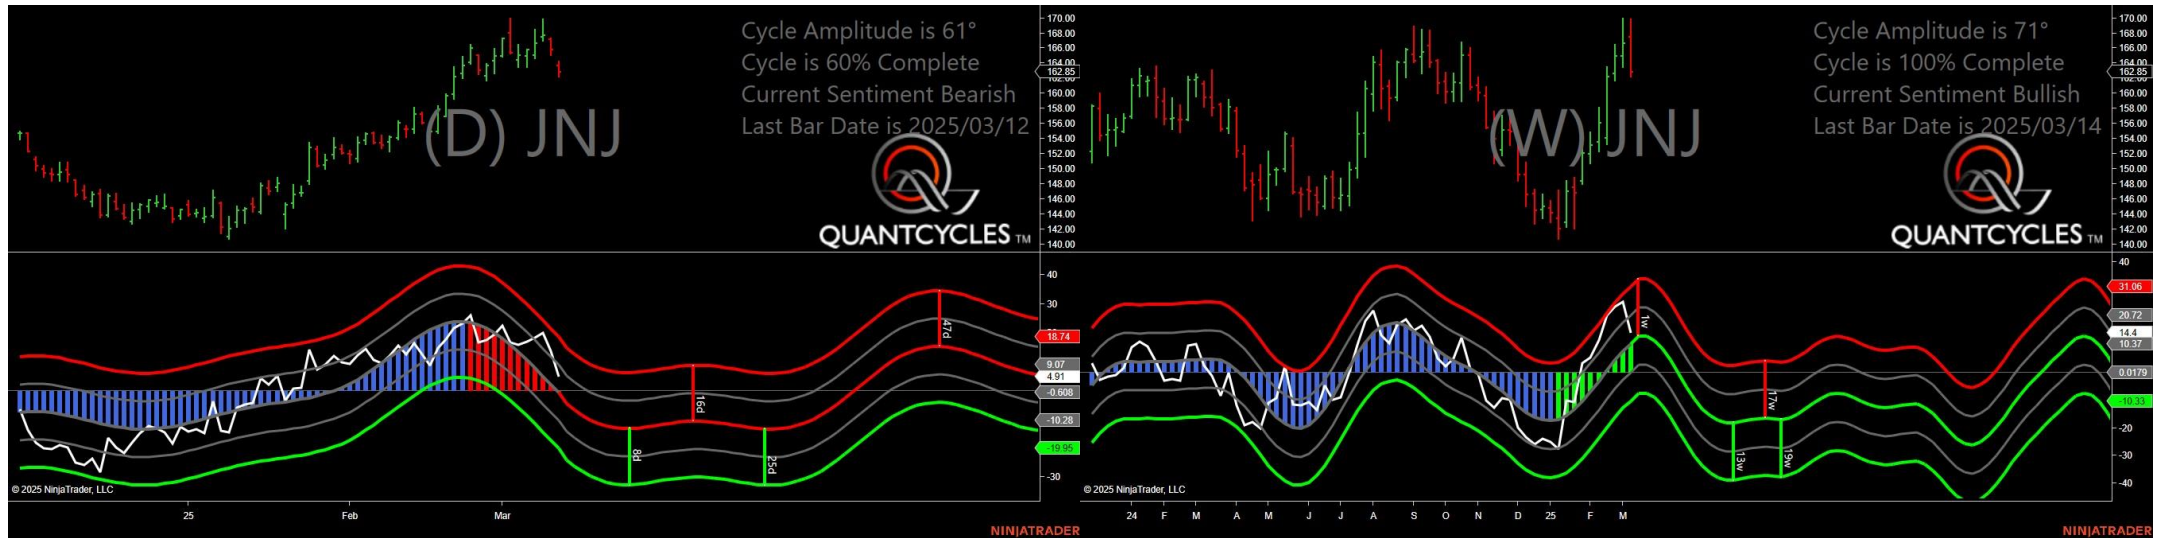 Cycle Amplitude is 61°
Cycle is 60% Complete
Current Sentiment Bearish
Last Bar Date is 2025/03/12
(D) JNJ
QUANTCYCLES TM
170.00
168.00
166.00
164.00
162.85
162.00
160.00
158.00
156.00
154.00
152.00
150.00
148.00
146.00
144.00
142.00
140.00
40
30
18.74
9.07
4.91
-0.608
-10.28
-19.95
-30
47d
16d
8d
25d
© 2025 NinjaTrader, LLC
25 Feb Mar
NINJATRADER
Cycle Amplitude is 71°
Cycle is 100% Complete
Current Sentiment Bullish
Last Bar Date is 2025/03/14
(W) JNJ
QUANTCYCLES TM
170.00
168.00
166.00
164.00
162.85
162.00
160.00
158.00
156.00
154.00
152.00
150.00
148.00
146.00
144.00
142.00
140.00
40
31.06
20.72
14.4
10.37
0.0179
-10.33
-20
-30
-40
1w
17w
13w
19w
© 2025 NinjaTrader, LLC
24 F M A M J J A S O N D 25 F M
NINJATRADER